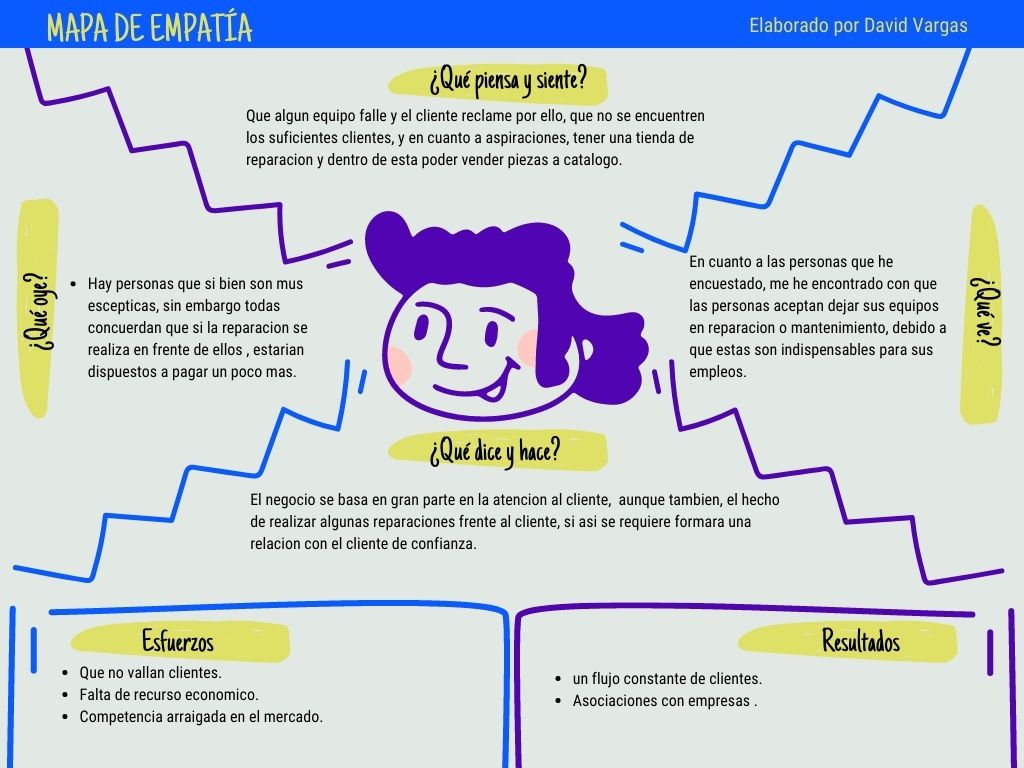 MAPA DE EMPATÍA
Elaborado por David Vargas
¿Qué piensa y siente?
Que algun equipo falle y el cliente reclame por ello, que no se encuentren
los suficientes clientes, y en cuanto a aspiraciones, tener una tienda de
reparacion y dentro de esta poder vender piezas a catalogo.
¿Qué oye?
• Hay personas que si bien son mus
escepticas, sin embargo todas
concuerdan que si la reparacion se
realiza en frente de ellos , estarian
dispuestos a pagar un poco mas.
En cuanto a las personas que he
encuestado, me he encontrado con que
las personas aceptan dejar sus equipos
en reparacion o mantenimiento, debido a
que estas son indispensables para sus
empleos.
¿Qué ve?
¿Qué dice y hace?
El negocio se basa en gran parte en la atencion al cliente,  aunque tambien, el hecho
de realizar algunas reparaciones frente al cliente, si asi se requiere formara una
relacion con el cliente de confianza.
Esfuerzos
• Que no vallan clientes.
• Falta de recurso economico.
• Competencia arraigada en el mercado.
Resultados
• un flujo constante de clientes.
• Asociaciones con empresas .